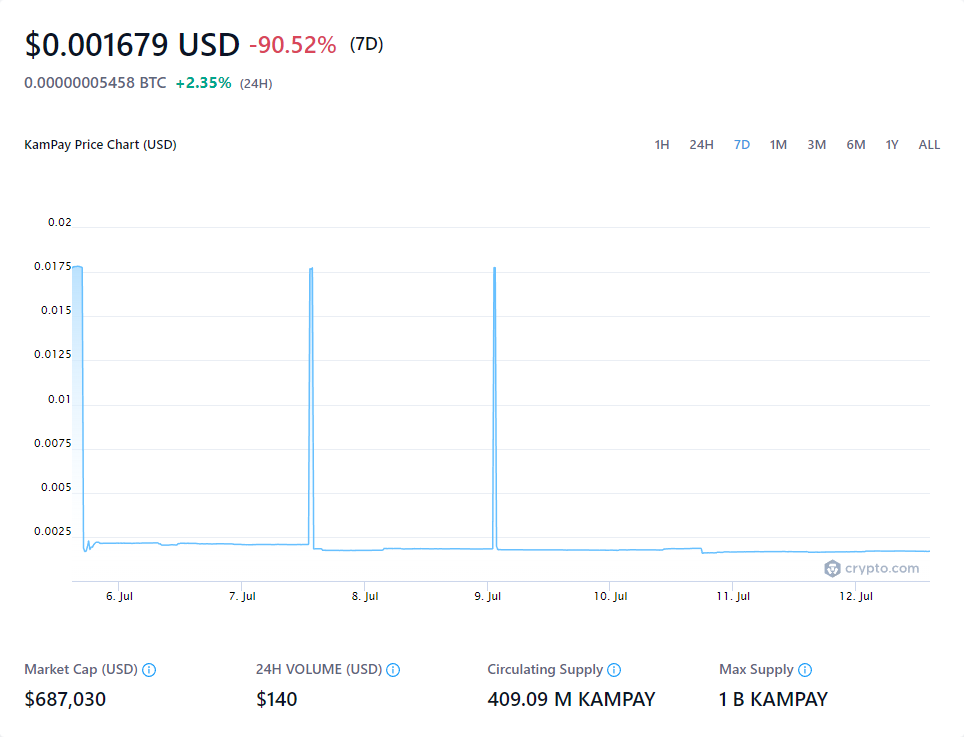 $0.001679 USD -90.52% (7D)
0.00000005458 BTC +2.35% (24H)
KamPay Price Chart (USD) 1H 24H 7D 1M 3M 6M 1Y ALL
0.02
0.0175
0.015
0.0125
0.01
0.0075
0.005
0.0025
crypto.com
6. Jul 7. Jul 8. Jul 9. Jul 10. Jul 11. Jul 12. Jul
Market Cap (USD) 24H VOLUME (USD) Circulating Supply Max Supply
$687,030 $140 409.09 M KAMPAY 1 B KAMPAY